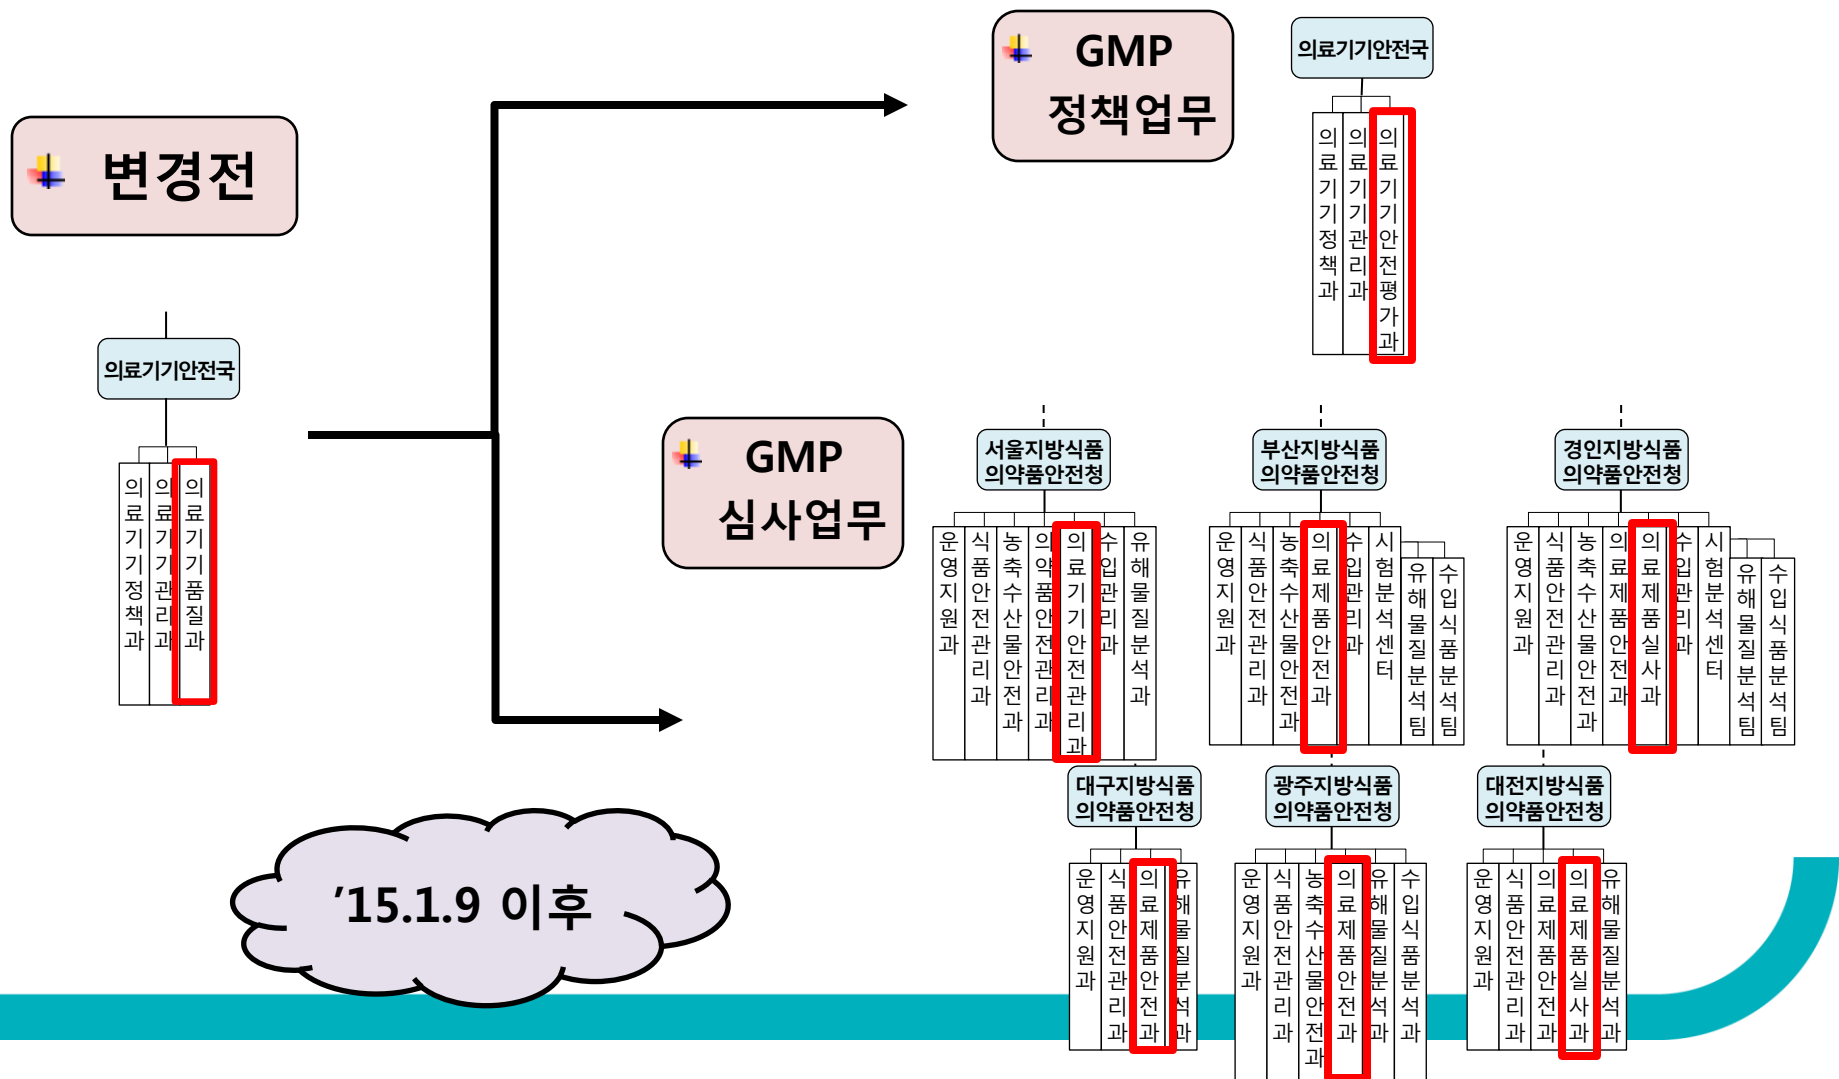 변경전
의료기기안전국
의료기기정책과
의료기기관리과
의료기기품질과
GMP
정책업무
의료기기안전국
의료기기정책과
의료기기관리과
의료기기안전평가과
GMP
심사업무
서울지방식품
의약품안전청
운영지원과
식품안전관리과
농축수산물안전과
의약품안전관리과
의료기기안전관리과
수입관리과
유해물질분석과
부산지방식품
의약품안전청
운영지원과
식품안전관리과
농축수산물안전과
의료제품안전과
수입관리과
시험분석센터
유해물질분석팀
수입식품분석팀
경인지방식품
의약품안전청
운영지원과
식품안전관리과
농축수산물안전과
의료제품안전과
의료제품실사과
수입관리과
시험분석센터
유해물질분석팀
수입식품분석팀
대구지방식품
의약품안전청
운영지원과
식품안전관리과
의료제품안전과
유해물질분석과
광주지방식품
의약품안전청
운영지원과
식품안전관리과
농축수산물안전과
의료제품안전과
유해물질분석과
수입식품분석과
대전지방식품
의약품안전청
운영지원과
식품안전관리과
의료제품안전과
의료제품실사과
유해물질분석과
’15.1.9 이후